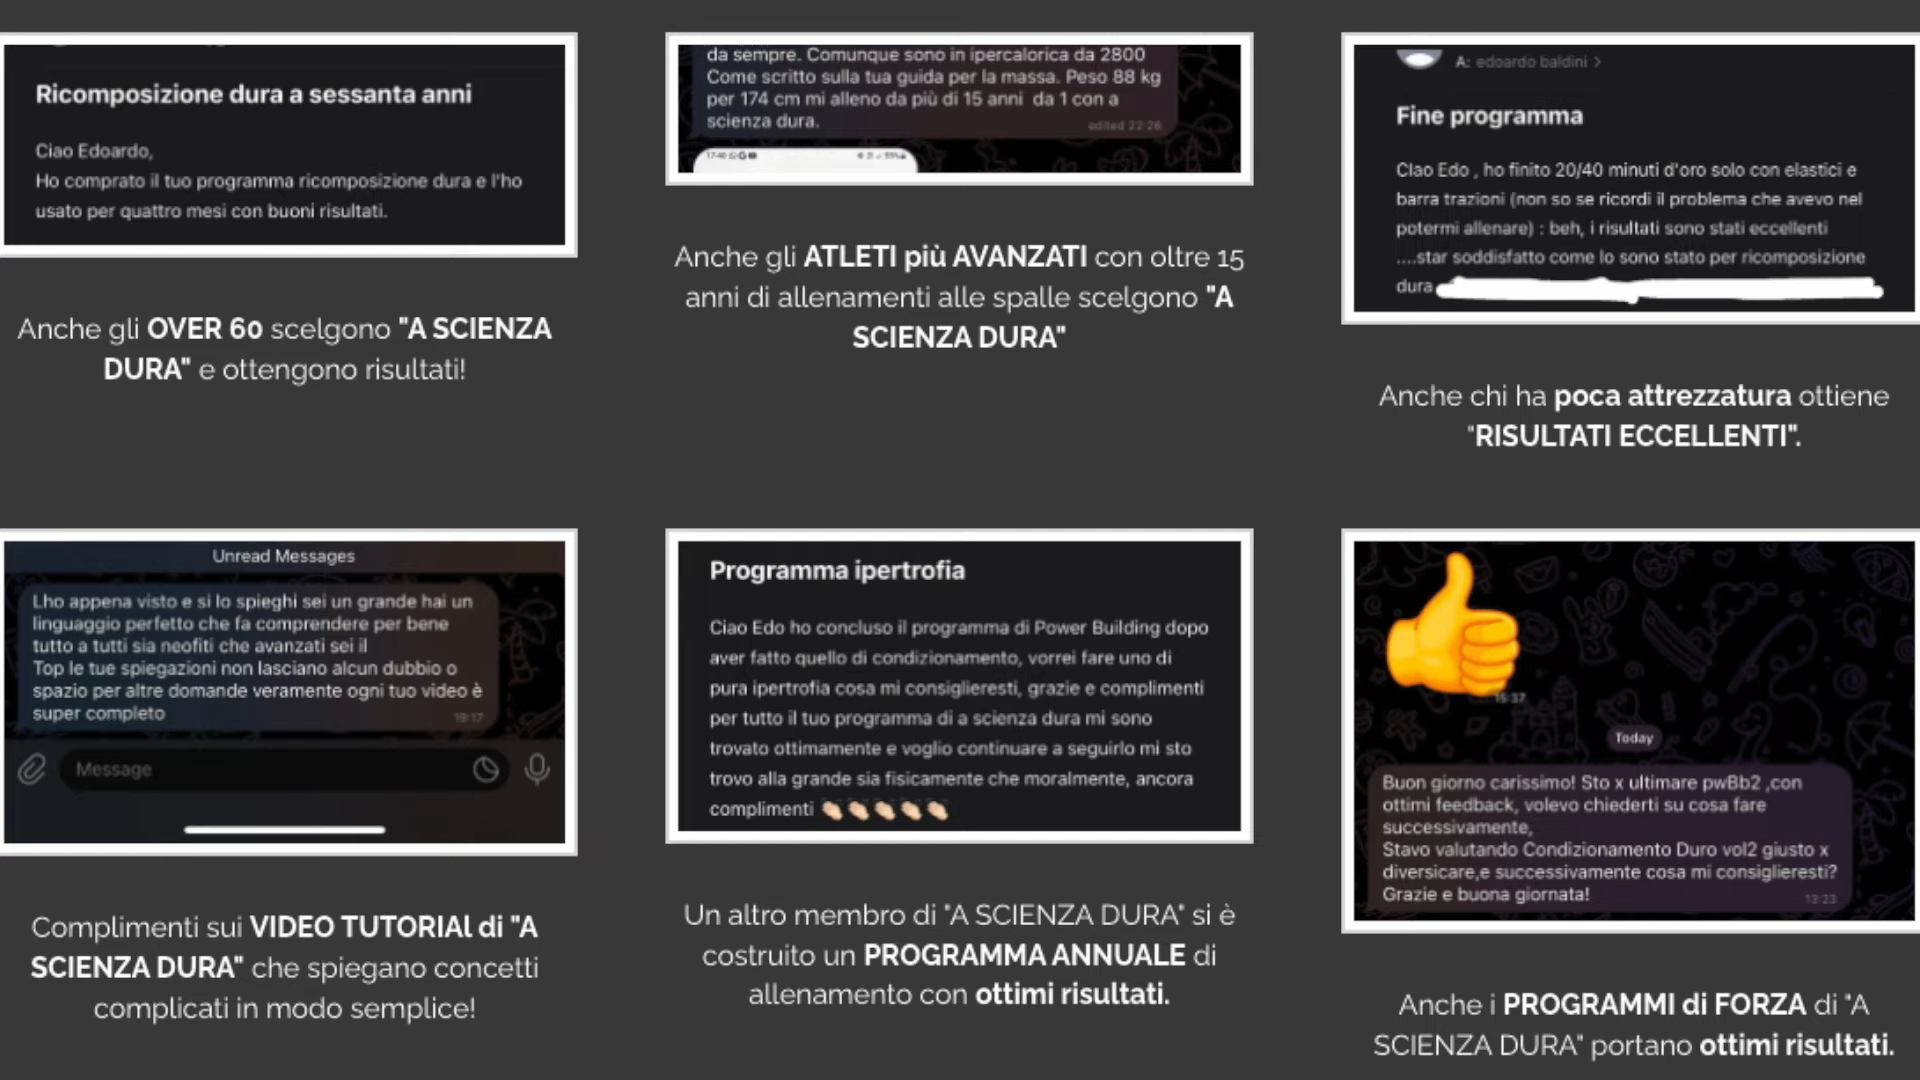 Ricomposizione dura a sessanta anni
Ciao Edoardo,
Ho comprato il tuo programma ricomposizione dura e l'ho
usato per quattro mesi con buoni risultati.
Anche gli OVER 60 scelgono "A SCIENZA
DURA" e ottengono risultati!
da sempre. Comunque sono in ipercalorica da 2800
Come scritto sulla tua guida per la massa. Peso 88 kg
per 174 cm mi alleno da più di 15 anni da 1 con a
scienza dura.
edited 22:26
Anche gli ATLETI più AVANZATI con oltre 15
anni di allenamenti alle spalle scelgono "A
SCIENZA DURA"
A: edoardo baldini >
Fine programma
Ciao Edo , ho finito 20/40 minuti d'oro solo con elastici e
barra trazioni (non so se ricordi il problema che avevo nel
potermi allenare) : beh, i risultati sono stati eccellenti
....star soddisfatto come lo sono stato per ricomposizione
dura
Anche chi ha poca attrezzatura ottiene
"RISULTATI ECCELLENTI".
Unread Messages
Lho appena visto e si lo spieghi sei un grande hai un
linguaggio perfetto che fa comprendere per bene
tutto a tutti sia neofiti che avanzati sei il
Top le tue spiegazioni non lasciano alcun dubbio o
spazio per altre domande veramente ogni tuo video è
super completo
19:17
Message
Complimenti sui VIDEO TUTORIAl di "A
SCIENZA DURA" che spiegano concetti
complicati in modo semplice!
Programma ipertrofia
Ciao Edo ho concluso il programma di Power Building dopo
aver fatto quello di condizionamento, vorrei fare uno di
pura ipertrofia cosa mi consiglieresti, grazie e complimenti
per tutto il tuo programma di a scienza dura mi sono
trovato ottimamente e voglio continuare a seguirlo mi sto
trovo alla grande sia fisicamente che moralmente, ancora
complimenti 👏🏻👏🏻👏🏻👏🏻👏🏻
Un altro membro di "A SCIENZA DURA" si è
costruito un PROGRAMMA ANNUALE di
allenamento con ottimi risultati.
15:37
Today
Buon giorno carissimo! Sto x ultimare pwBb2 ,con
ottimi feedback, volevo chiederti su cosa fare
successivamente,
Stavo valutando Condizionamento Duro vol2 giusto x
diversicare,e successivamente cosa mi consiglieresti?
Grazie e buona giornata!
13:23
Anche i PROGRAMMI di FORZA di "A
SCIENZA DURA" portano ottimi risultati.